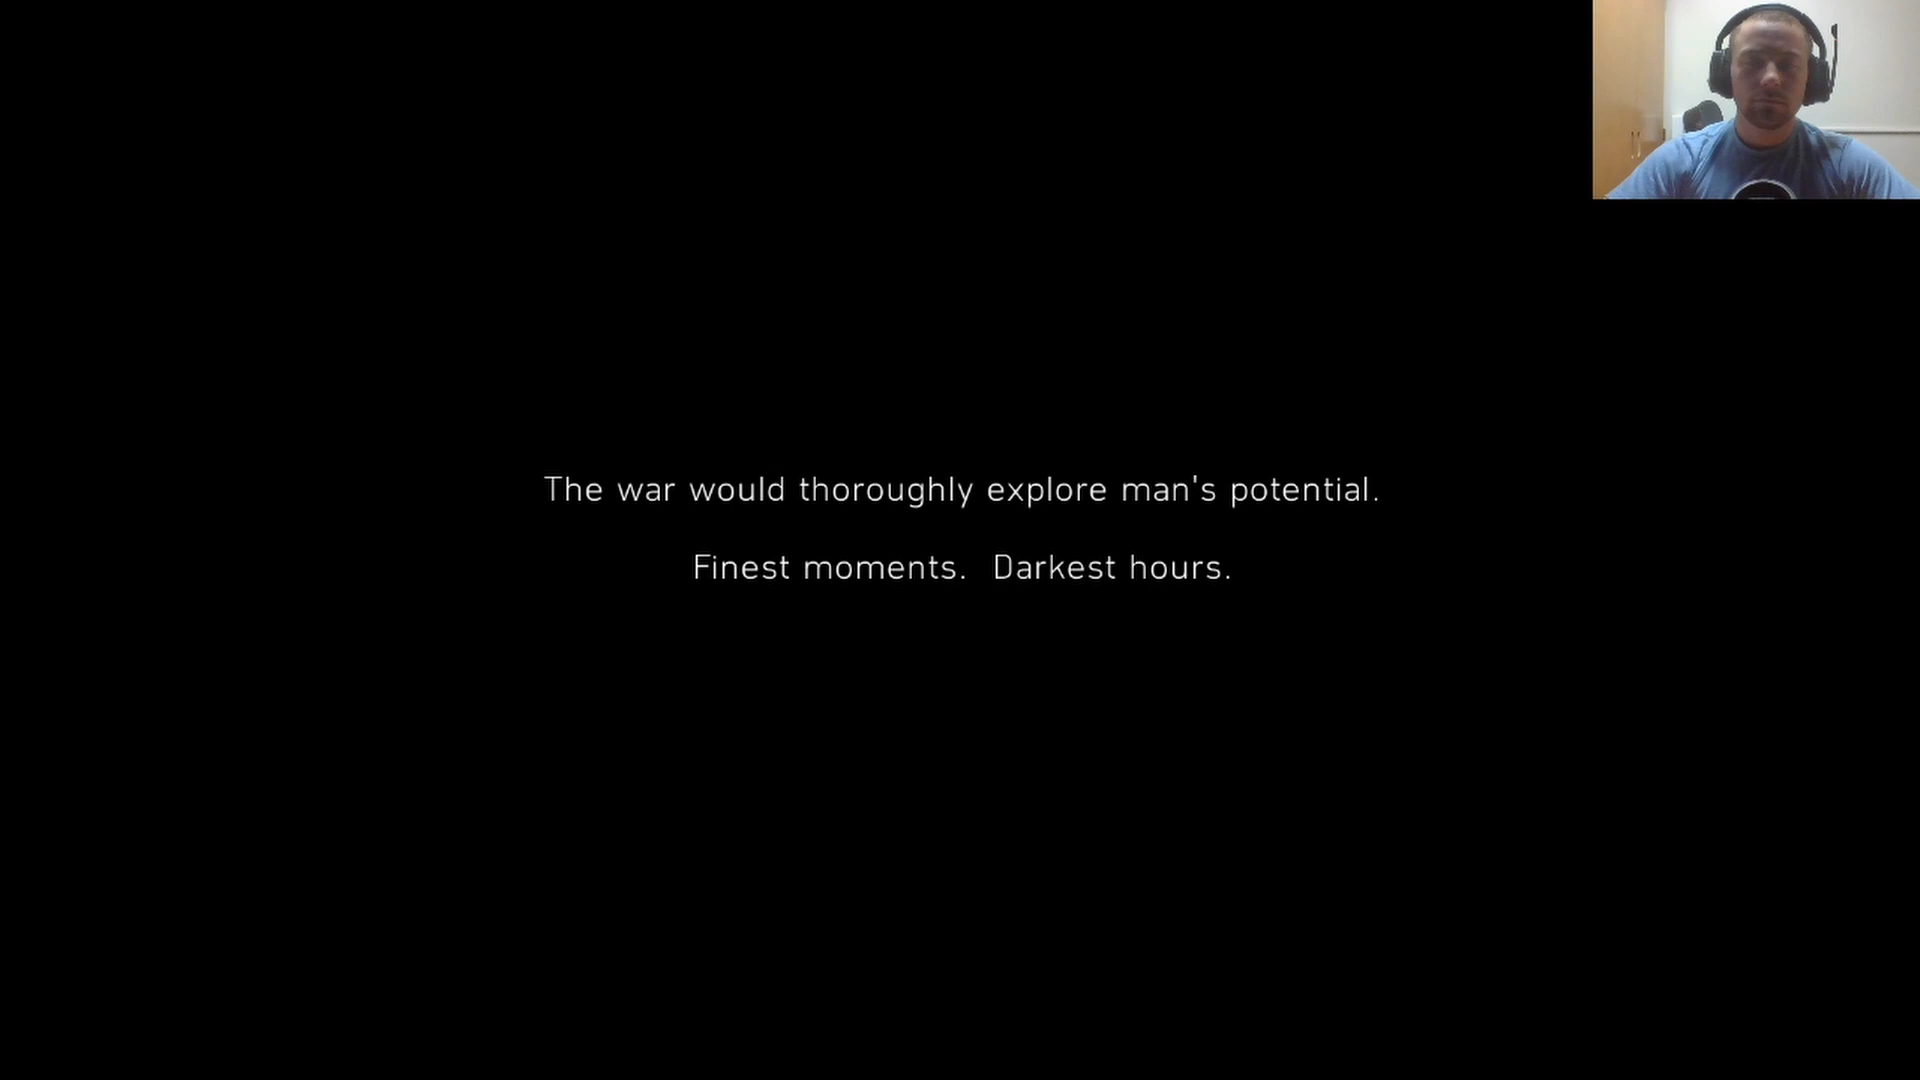 The war would thoroughly explore man's potential.
Finest moments.  Darkest hours.